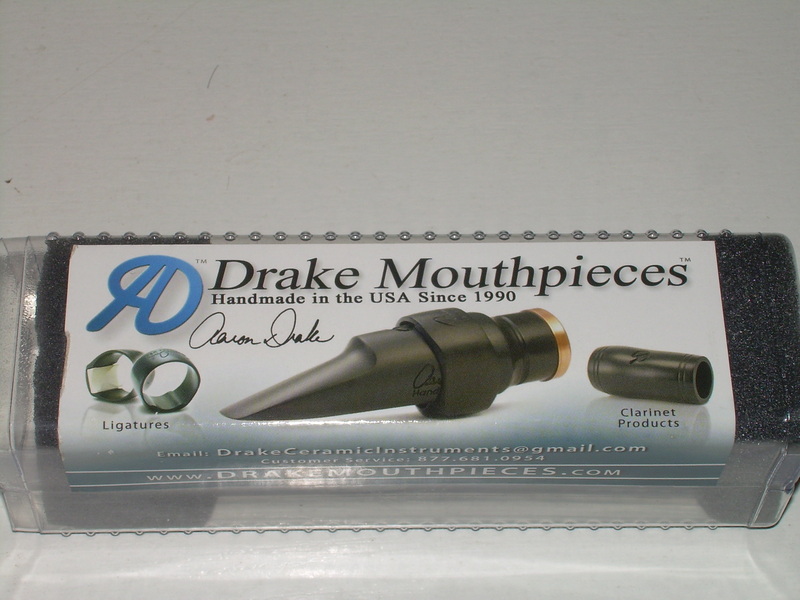 AD™
Drake Mouthpieces™
Handmade in the USA Since 1990
Aaron Drake
Ligatures
Clarinet
Products
Email: DrakeCeramicInstruments@gmail.com
Customer Service: 877.681.0954
www.DrakeMouthpieces.com